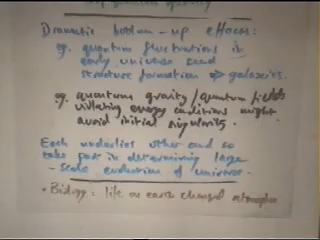 Dramatic bottom-up effects:
eg. quantum fluctuations in
early universe seed
structure formation ⇒ galaxies.
eg. quantum gravity / quantum fields
violating energy conditions might
avoid initial singularity.
Each underlies other and so
take part in determining large
-scale evolution of universe.
• Biology: life on earth changed atmosphere